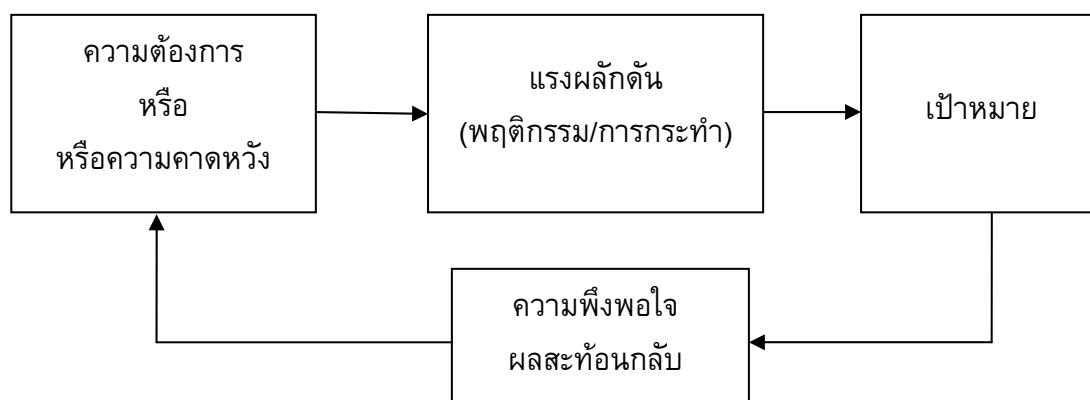 ความต้องการ
หรือ
หรือความคาดหวัง
แรงผลักดัน
(พฤติกรรม/การกระทำ)
เป้าหมาย
ความพึงพอใจ
ผลสะท้อนกลับ